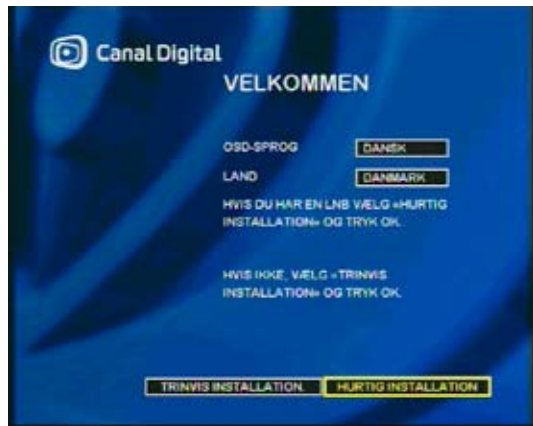 Canal Digital
VELKOMMEN
OSD-SPROG DANSK
LAND DANMARK
HVIS DU HAR EN LNB VÆLG «HURTIG
INSTALLATION» OG TRYK OK.
HVIS IKKE, VÆLG «TRINVIS
INSTALLATION» OG TRYK OK.
TRINVIS INSTALLATION. HURTIG INSTALLATION